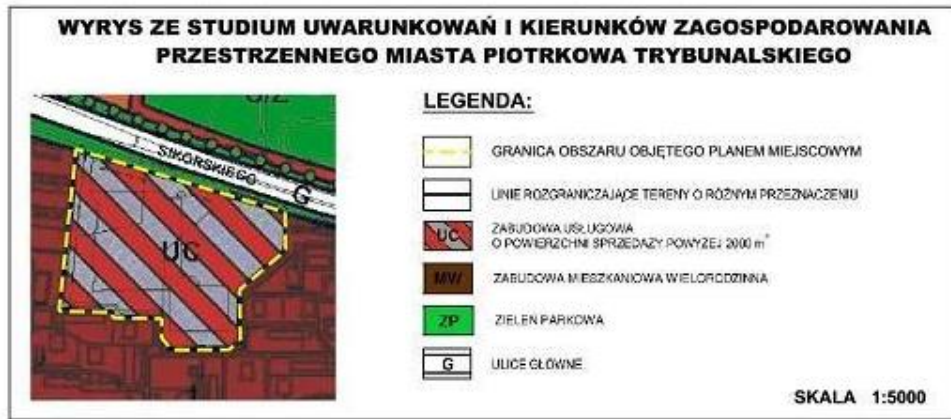 WYRYS ZE STUDIUM UWARUNKOWAŃ I KIERUNKÓW ZAGOSPODAROWANIA
PRZESTRZENNEGO MIASTA PIOTRKOWA TRYBUNALSKIEGO
SIKORSKIEGO
G
UC
LEGENDA:
GRANICA OBSZARU OBJĘTEGO PLANEM MIEJSCOWYM
LINIE ROZGRANICZAJĄCE TERENY O RÓŻNYM PRZEZNACZENIU
UC
ZABUDOWA USŁUGOWA
O POWIERZCHNI SPRZEDAŻY POWYŻEJ 2000 m²
MW
ZABUDOWA MIESZKANIOWA WIELORODZINNA
ZP
ZIELEŃ PARKOWA
G
ULICE GŁÓWNE
SKALA 1:5000